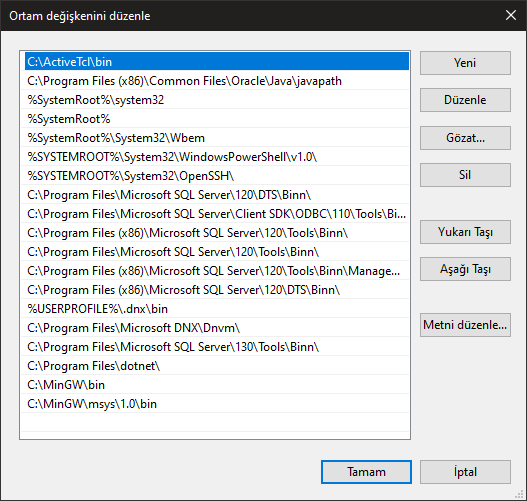 Ortam değişkenini düzenle
C:\ActiveTcl\bin
C:\Program Files (x86)\Common Files\Oracle\Java\javapath
%SystemRoot%\system32
%SystemRoot%
%SystemRoot%\System32\Wbem
%SYSTEMROOT%\System32\WindowsPowerShell\v1.0\
%SYSTEMROOT%\System32\OpenSSH\
C:\Program Files\Microsoft SQL Server\120\DTS\Binn\
C:\Program Files\Microsoft SQL Server\Client SDK\ODBC\110\Tools\Bi...
C:\Program Files (x86)\Microsoft SQL Server\120\Tools\Binn\
C:\Program Files\Microsoft SQL Server\120\Tools\Binn\
C:\Program Files (x86)\Microsoft SQL Server\120\Tools\Binn\Manage...
C:\Program Files (x86)\Microsoft SQL Server\120\DTS\Binn\
%USERPROFILE%\.dnx\bin
C:\Program Files\Microsoft DNX\Dnvm\
C:\Program Files\Microsoft SQL Server\130\Tools\Binn\
C:\Program Files\dotnet\
C:\MinGW\bin
C:\MinGW\msys\1.0\bin
Yeni
Düzenle
Gözat...
Sil
Yukarı Taşı
Aşağı Taşı
Metni düzenle...
Tamam
İptal